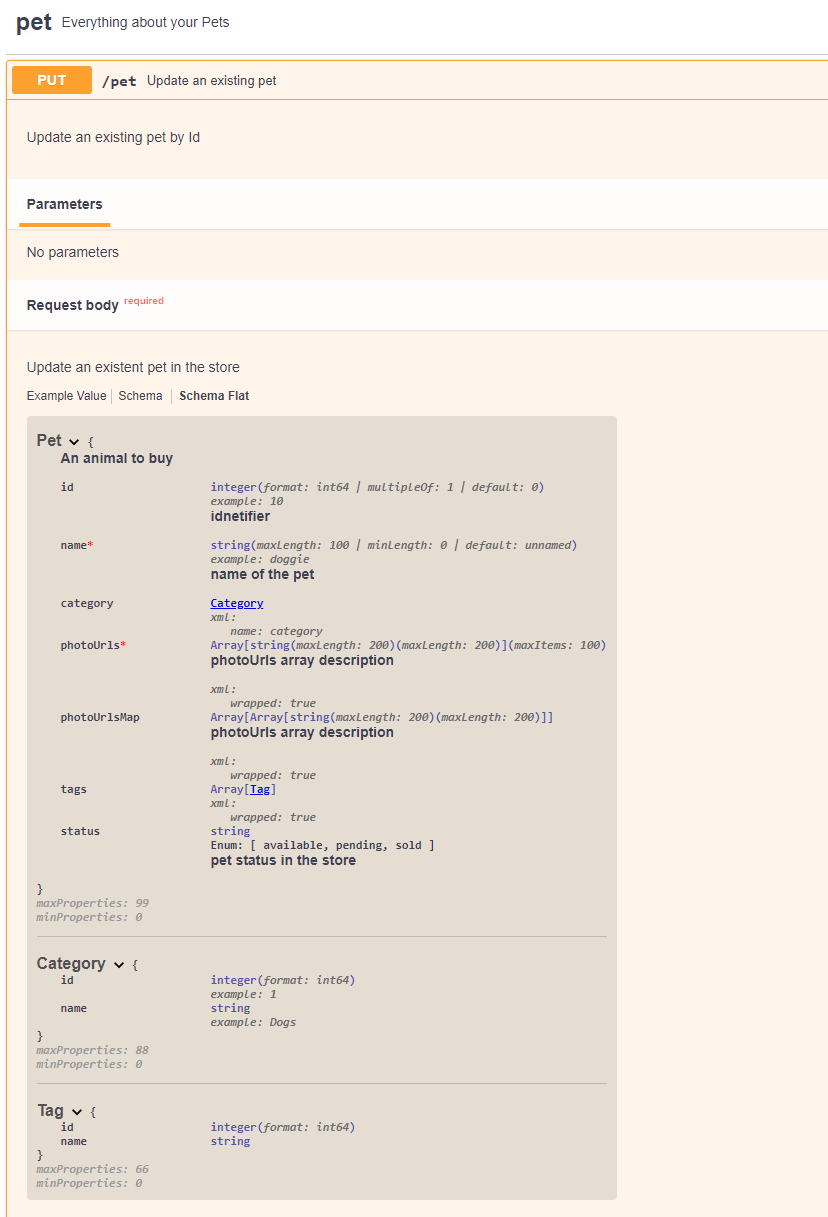 pet Everything about your Pets
PUT /pet Update an existing pet
Update an existing pet by Id
Parameters
No parameters
Request body required
Update an existent pet in the store
Example Value Schema Schema Flat
Pet {
An animal to buy
id integer(format: int64 | multipleOf: 1 | default: 0)
example: 10
idnetifier
name* string(maxLength: 100 | minLength: 0 | default: unnamed)
example: doggie
name of the pet
category Category
xml:
name: category
photoUrls* Array[string(maxLength: 200)(maxLength: 200)](maxItems: 100)
photoUrls array description
xml:
wrapped: true
photoUrlsMap Array[Array[string(maxLength: 200)(maxLength: 200)]]
photoUrls array description
xml:
wrapped: true
tags Array[Tag]
xml:
wrapped: true
status string
Enum: [ available, pending, sold ]
pet status in the store
}
maxProperties: 99
minProperties: 0
Category {
id integer(format: int64)
example: 1
name string
example: Dogs
}
maxProperties: 88
minProperties: 0
Tag {
id integer(format: int64)
name string
}
maxProperties: 66
minProperties: 0